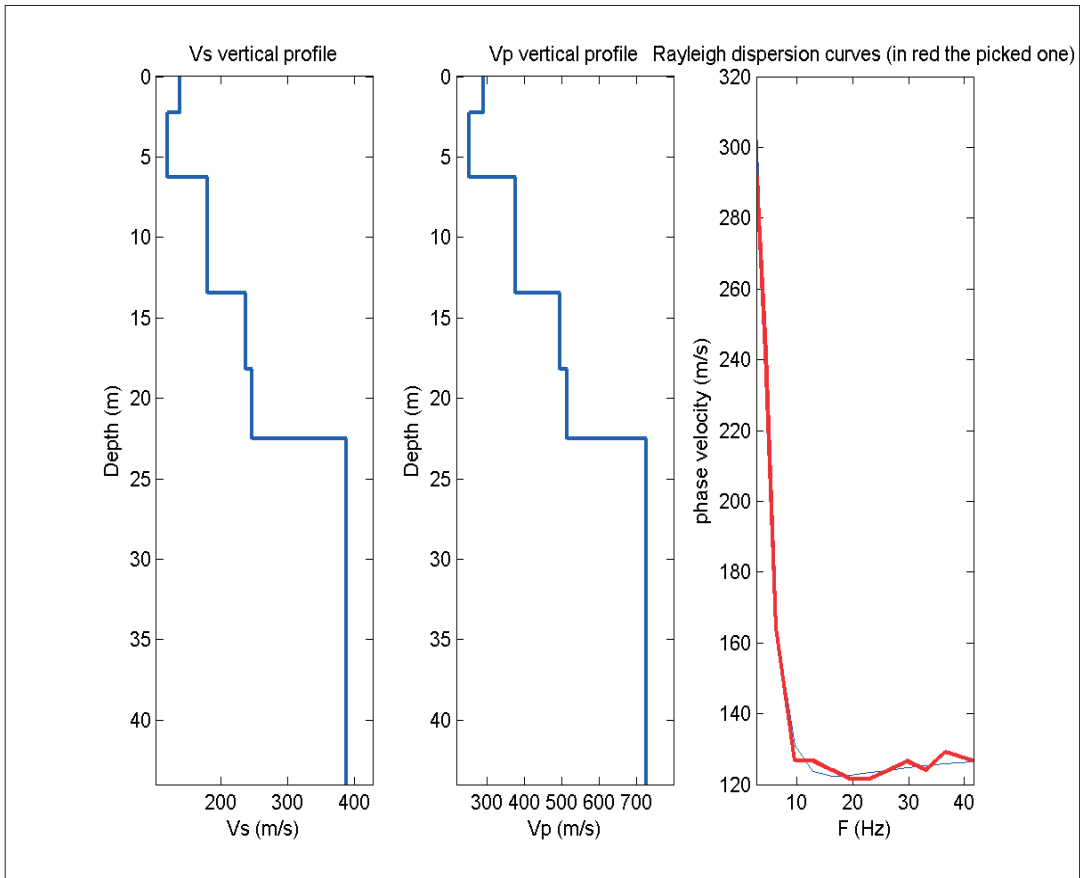 Vs vertical profile
0
5
10
15
20
25
30
35
40
Depth (m)
200 300 400
Vs (m/s)
Vp vertical profile
0
5
10
15
20
25
30
35
40
Depth (m)
300 400 500 600 700
Vp (m/s)
Rayleigh dispersion curves (in red the picked one)
320
300
280
260
240
220
200
180
160
140
120
phase velocity (m/s)
10 20 30 40
F (Hz)